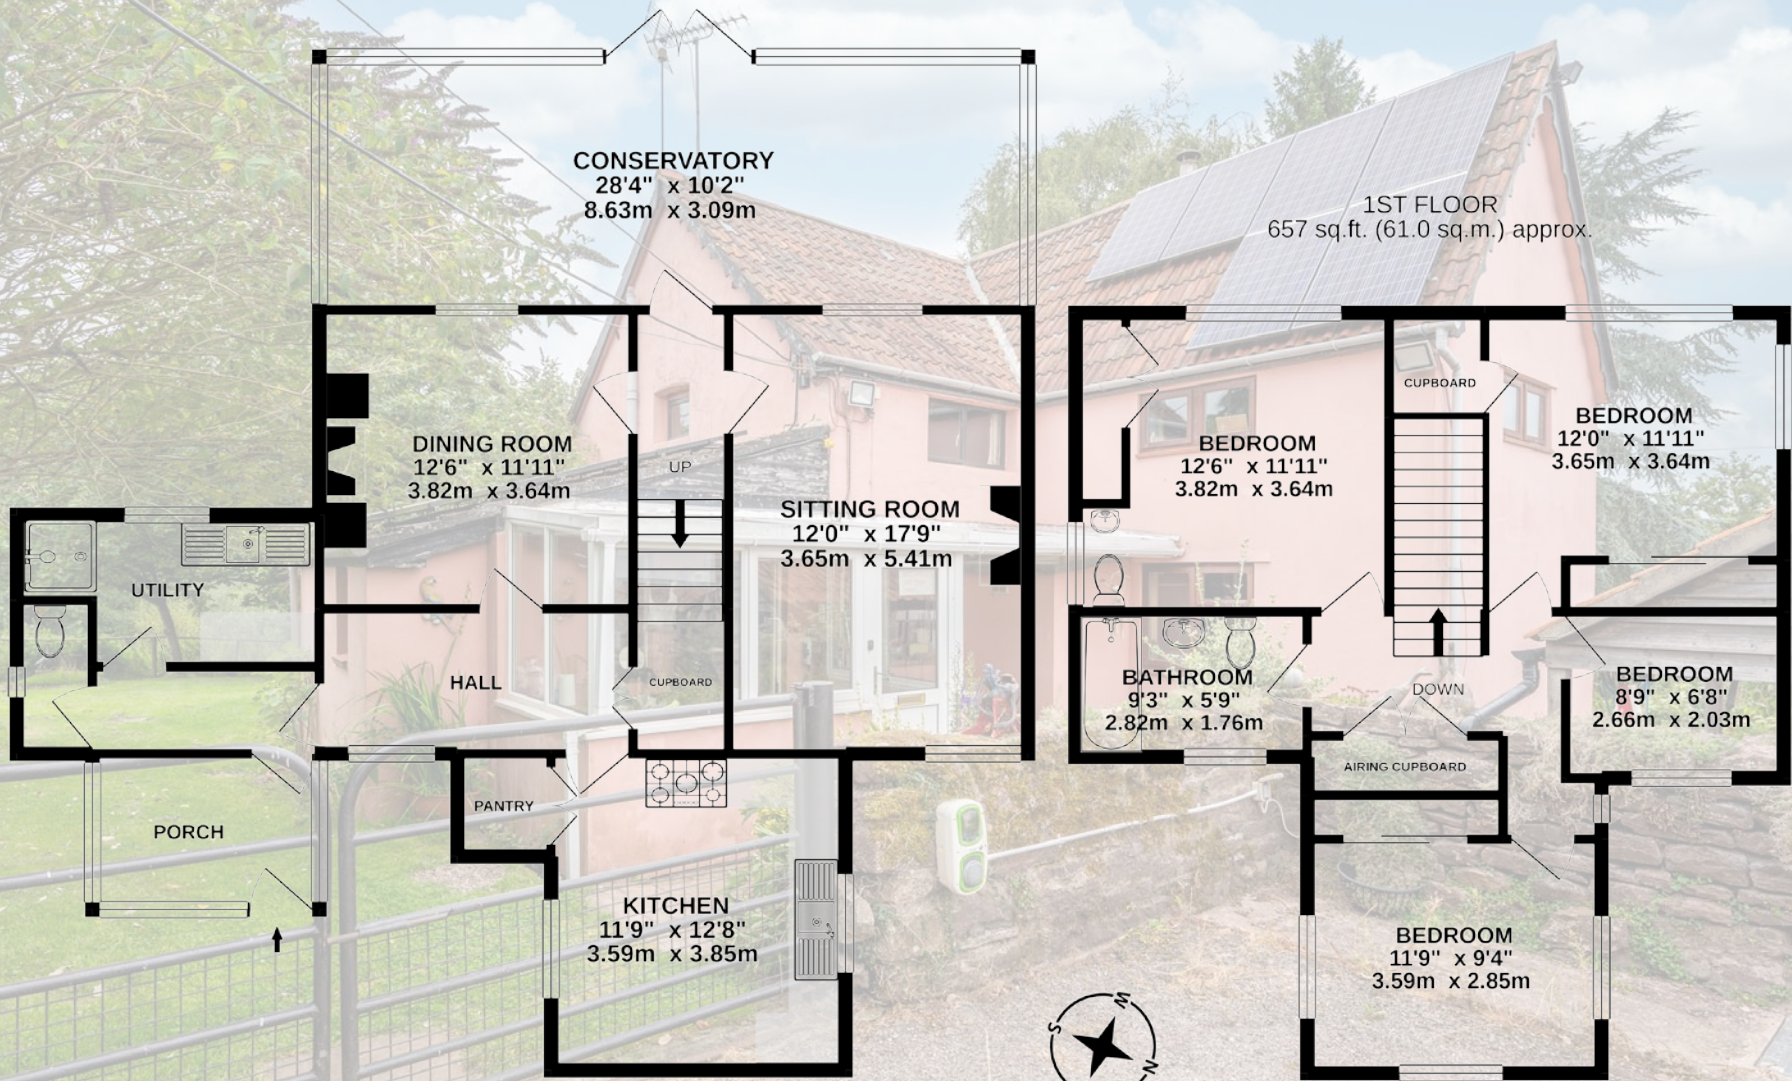 CONSERVATORY
28'4" x 10'2"
8.63m x 3.09m
1ST FLOOR
657 sq.ft. (61.0 sq.m.) approx.
DINING ROOM
12'6" x 11'11"
3.82m x 3.64m
UP
SITTING ROOM
12'0" x 17'9"
3.65m x 5.41m
UTILITY
HALL
CUPBOARD
PANTRY
PORCH
KITCHEN
11'9" x 12'8"
3.59m x 3.85m
BEDROOM
12'6" x 11'11"
3.82m x 3.64m
CUPBOARD
BEDROOM
12'0" x 11'11"
3.65m x 3.64m
BATHROOM
9'3" x 5'9"
2.82m x 1.76m
DOWN
BEDROOM
8'9" x 6'8"
2.66m x 2.03m
AIRING CUPBOARD
BEDROOM
11'9" x 9'4"
3.59m x 2.85m
S
W
N